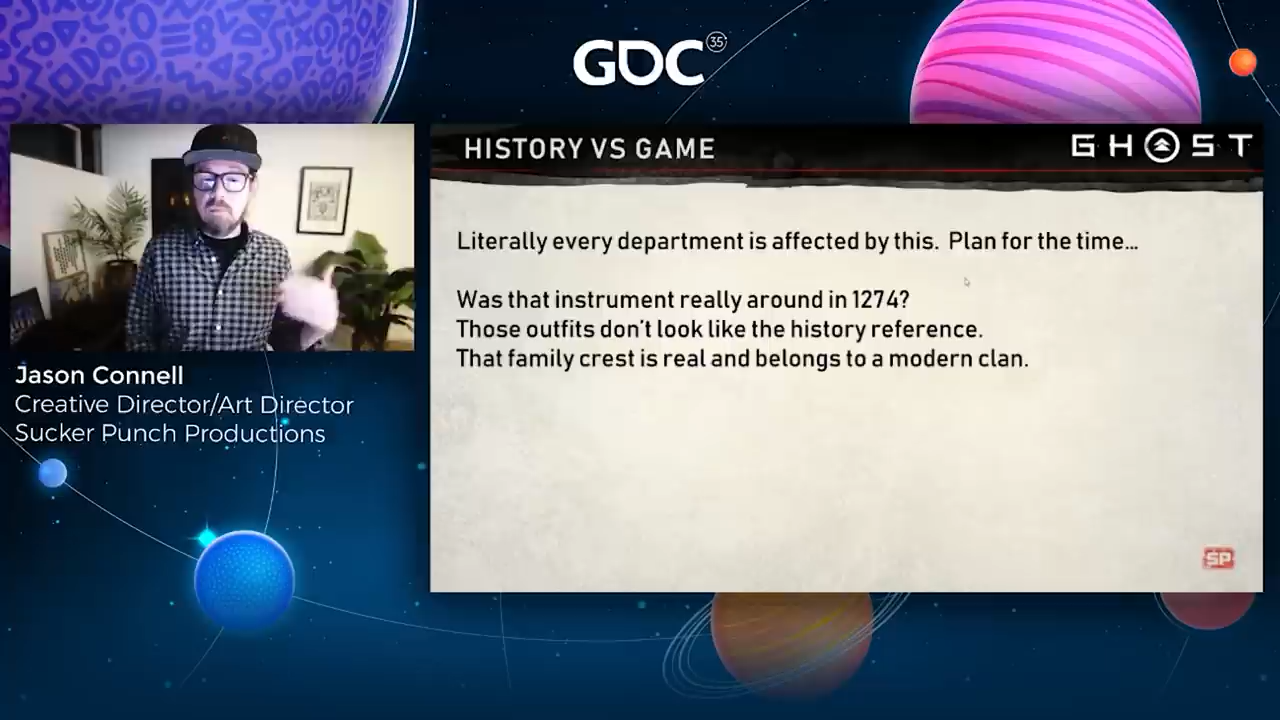 GDC 35
HISTORY VS GAME
GHOST
Literally every department is affected by this. Plan for the time...
Was that instrument really around in 1274?
Those outfits don't look like the history reference.
That family crest is real and belongs to a modern clan.
Jason Connell
Creative Director/Art Director
Sucker Punch Productions
SP